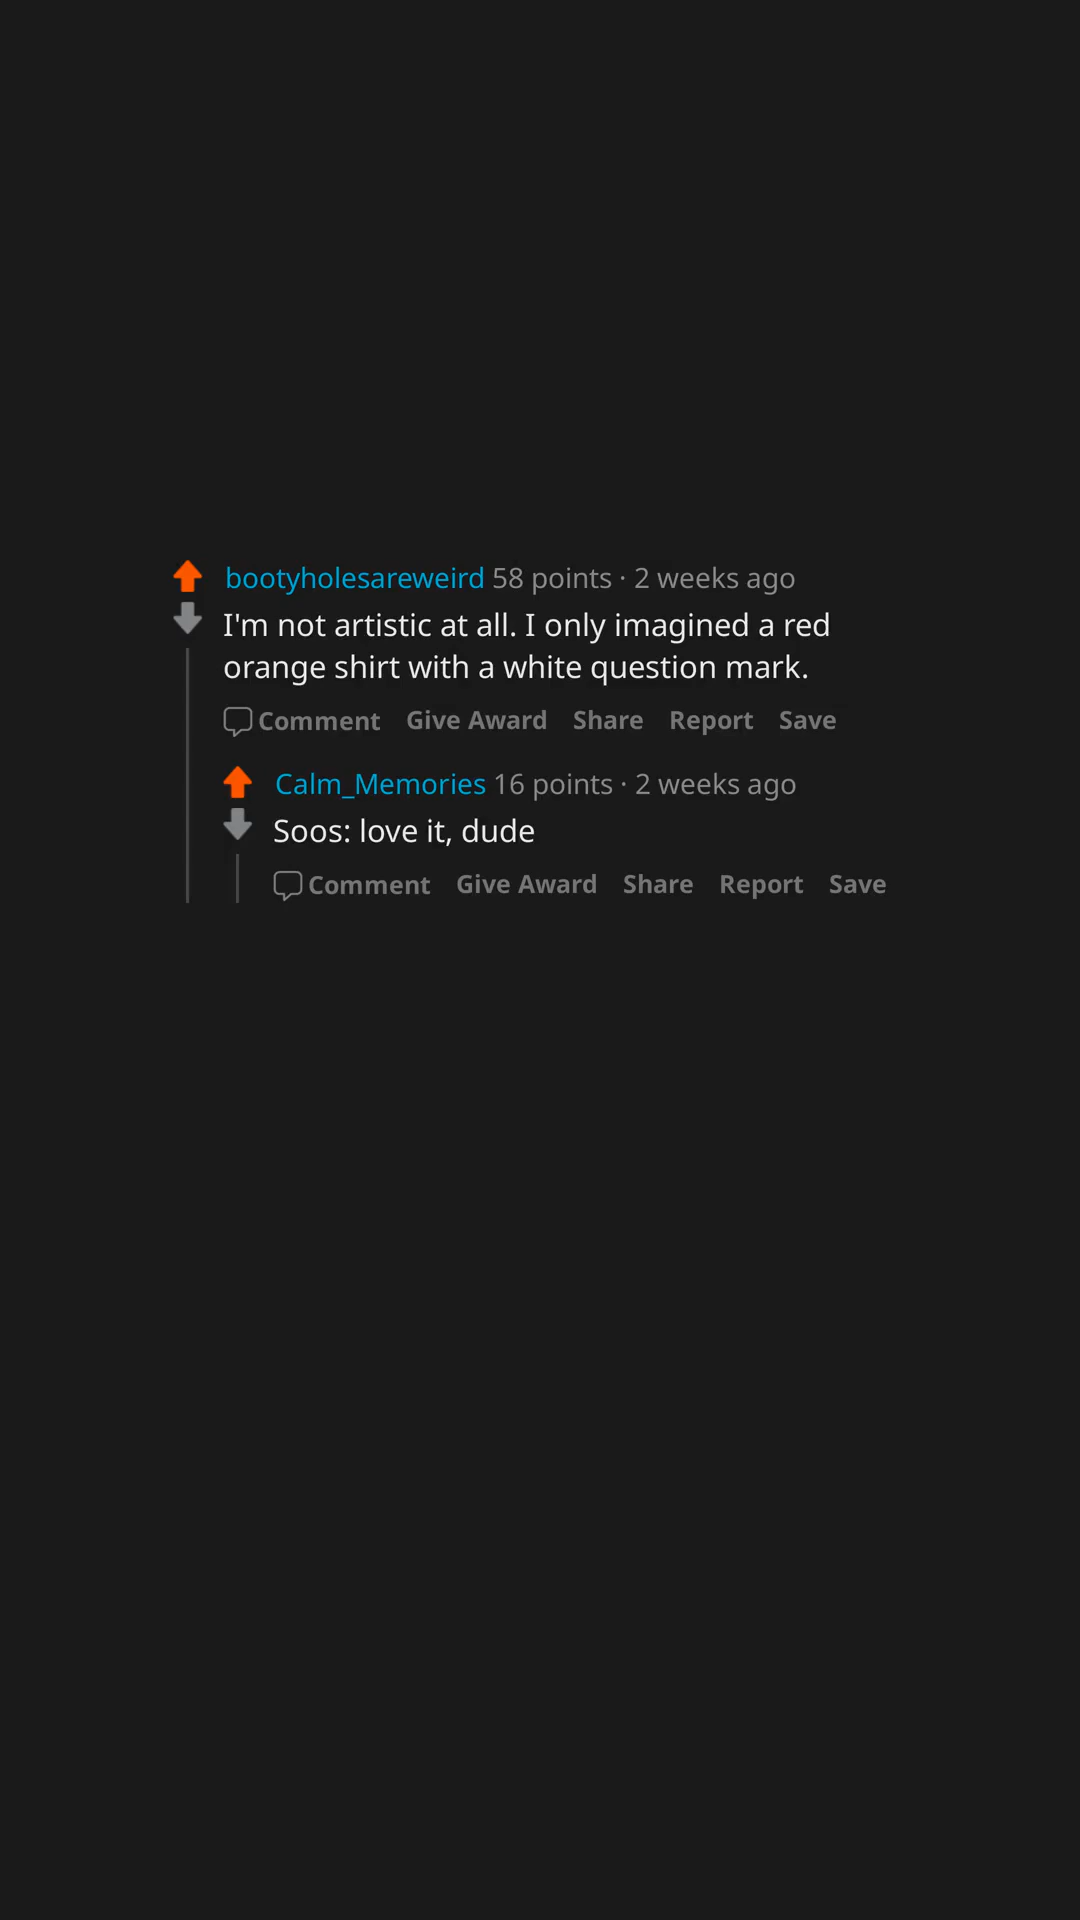 bootyholesareweird 58 points · 2 weeks ago
I'm not artistic at all. I only imagined a red
orange shirt with a white question mark.
Comment Give Award Share Report Save
Calm_Memories 16 points · 2 weeks ago
Soos: love it, dude
Comment Give Award Share Report Save